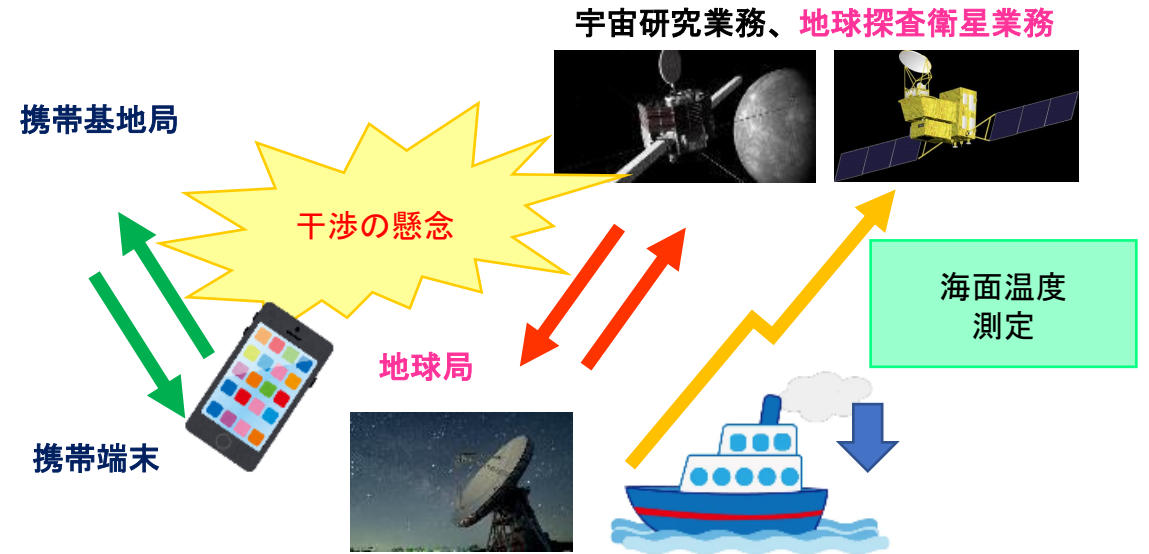 宇宙研究業務、地球探査衛星業務
携帯基地局
干渉の懸念
海面温度
測定
地球局
携帯端末